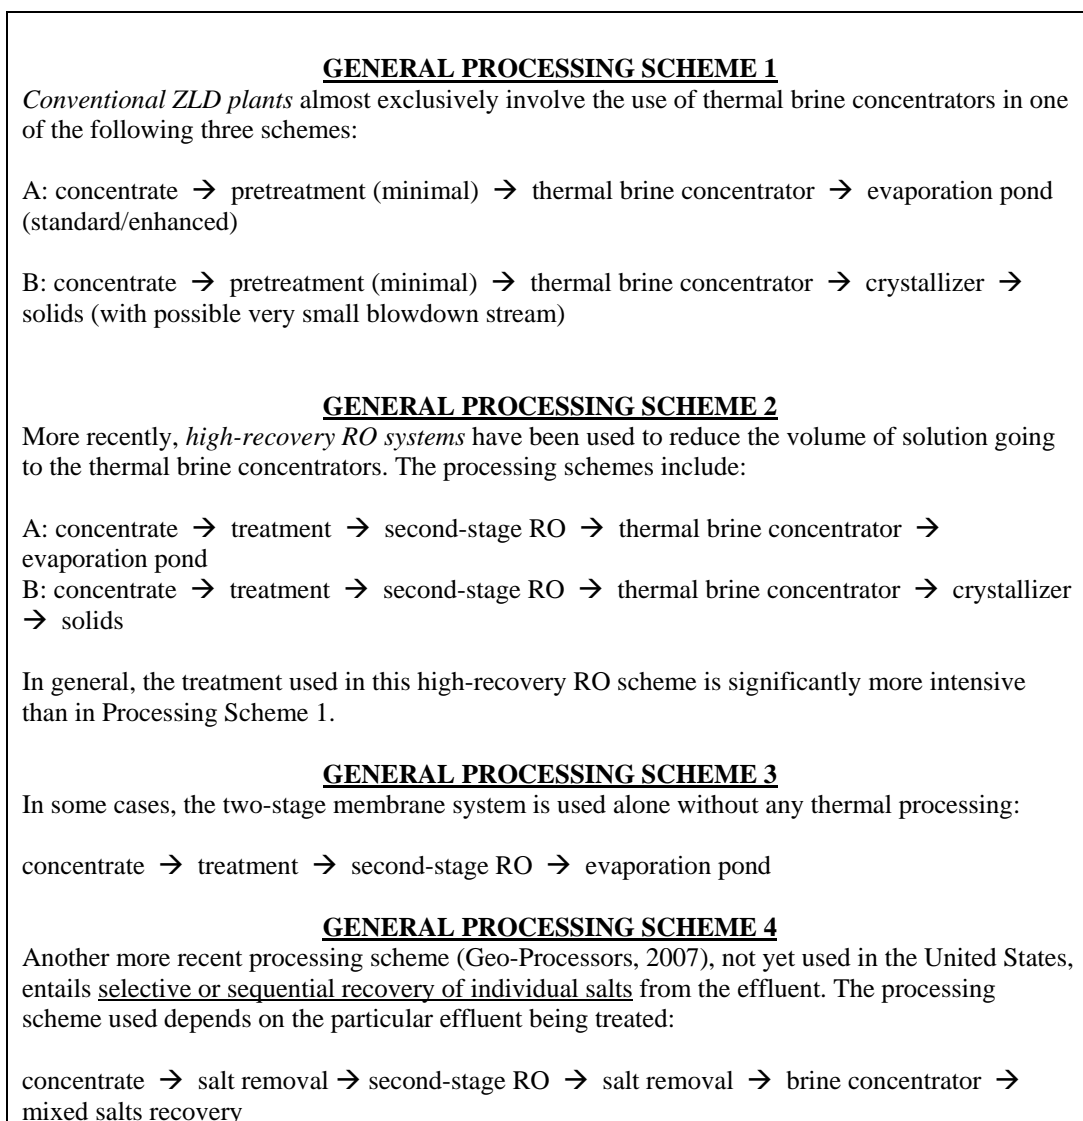 GENERAL PROCESSING SCHEME 1
Conventional ZLD plants almost exclusively involve the use of thermal brine concentrators in one
of the following three schemes:
A: concentrate → pretreatment (minimal) → thermal brine concentrator → evaporation pond
(standard/enhanced)
B: concentrate → pretreatment (minimal) → thermal brine concentrator → crystallizer →
solids (with possible very small blowdown stream)
GENERAL PROCESSING SCHEME 2
More recently, high-recovery RO systems have been used to reduce the volume of solution going
to the thermal brine concentrators. The processing schemes include:
A: concentrate → treatment → second-stage RO → thermal brine concentrator →
evaporation pond
B: concentrate → treatment → second-stage RO → thermal brine concentrator → crystallizer
→ solids
In general, the treatment used in this high-recovery RO scheme is significantly more intensive
than in Processing Scheme 1.
GENERAL PROCESSING SCHEME 3
In some cases, the two-stage membrane system is used alone without any thermal processing:
concentrate → treatment → second-stage RO → evaporation pond
GENERAL PROCESSING SCHEME 4
Another more recent processing scheme (Geo-Processors, 2007), not yet used in the United States,
entails selective or sequential recovery of individual salts from the effluent. The processing
scheme used depends on the particular effluent being treated:
concentrate → salt removal → second-stage RO → salt removal → brine concentrator →
mixed salts recovery